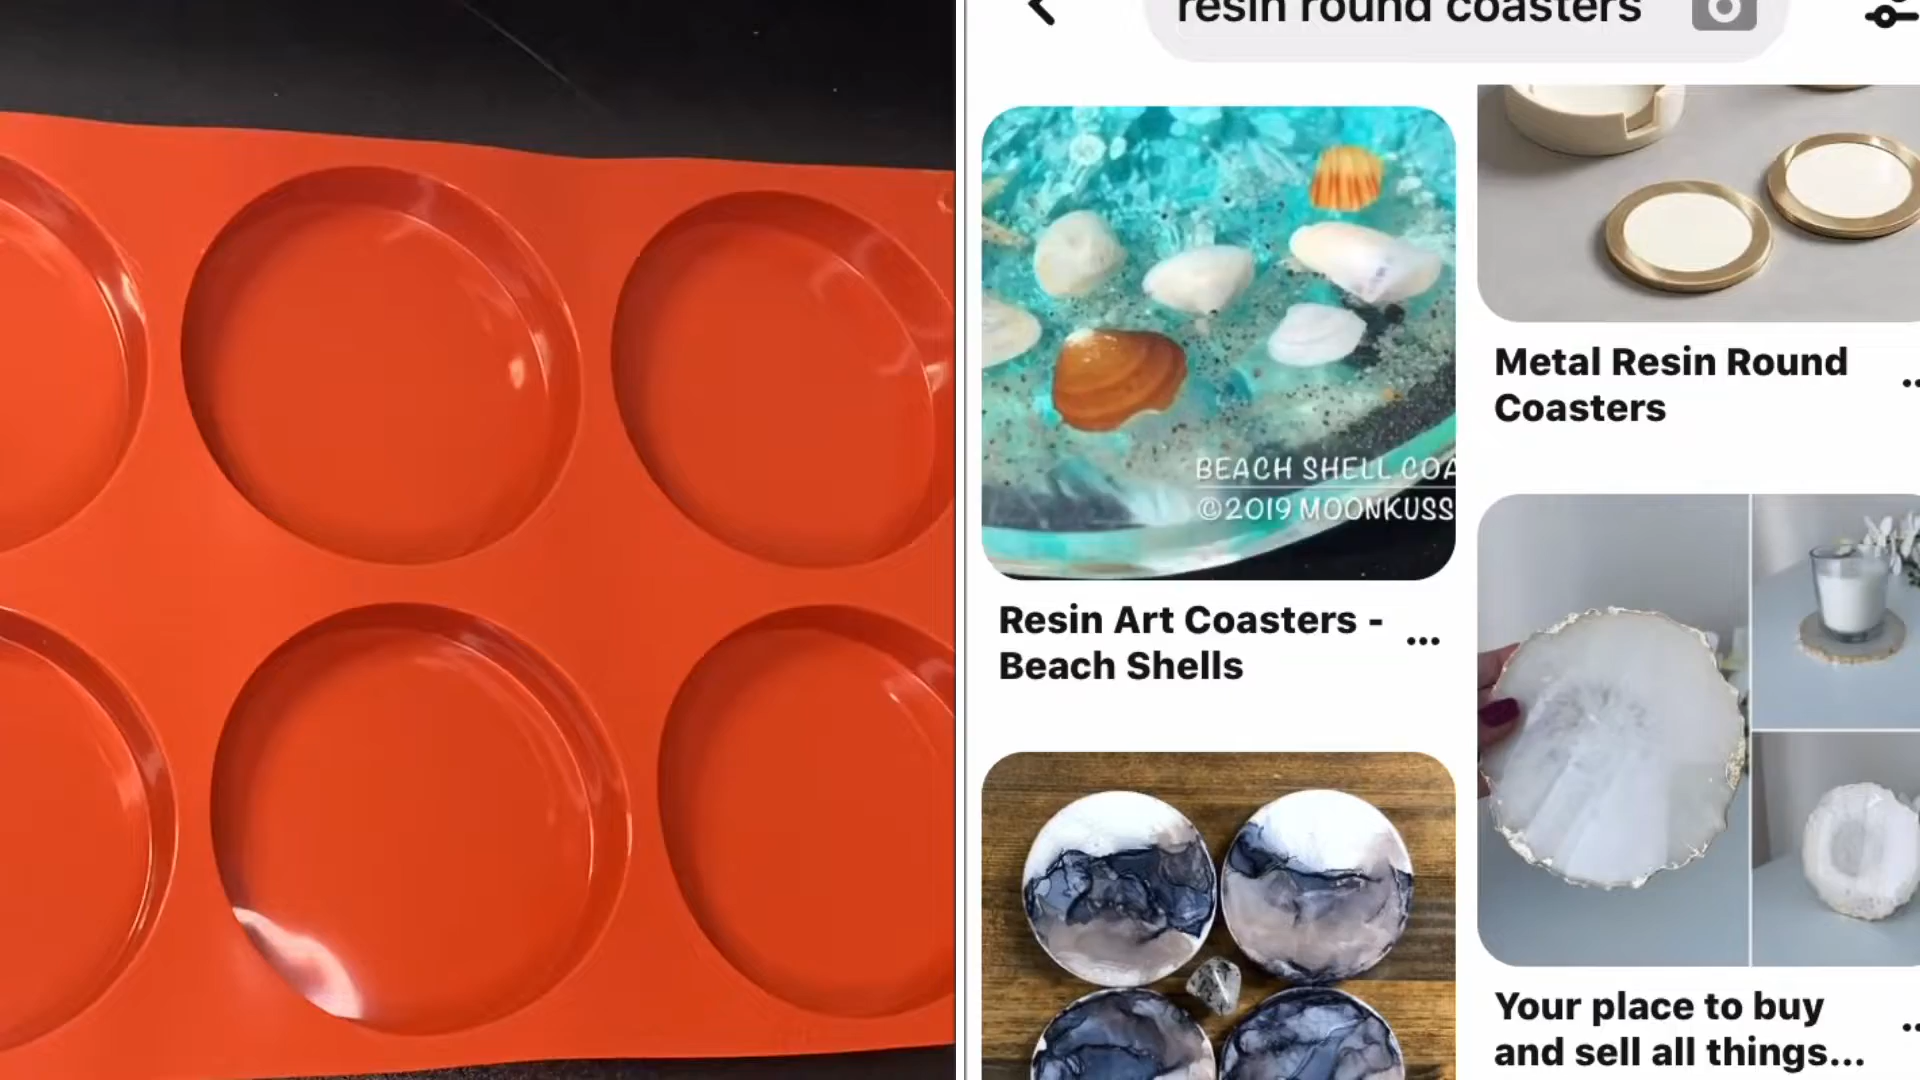 resin round coasters
BEACH SHELL COA
©2019 MOONKUSS
Resin Art Coasters -
Beach Shells
Metal Resin Round
Coasters
Your place to buy
and sell all things...